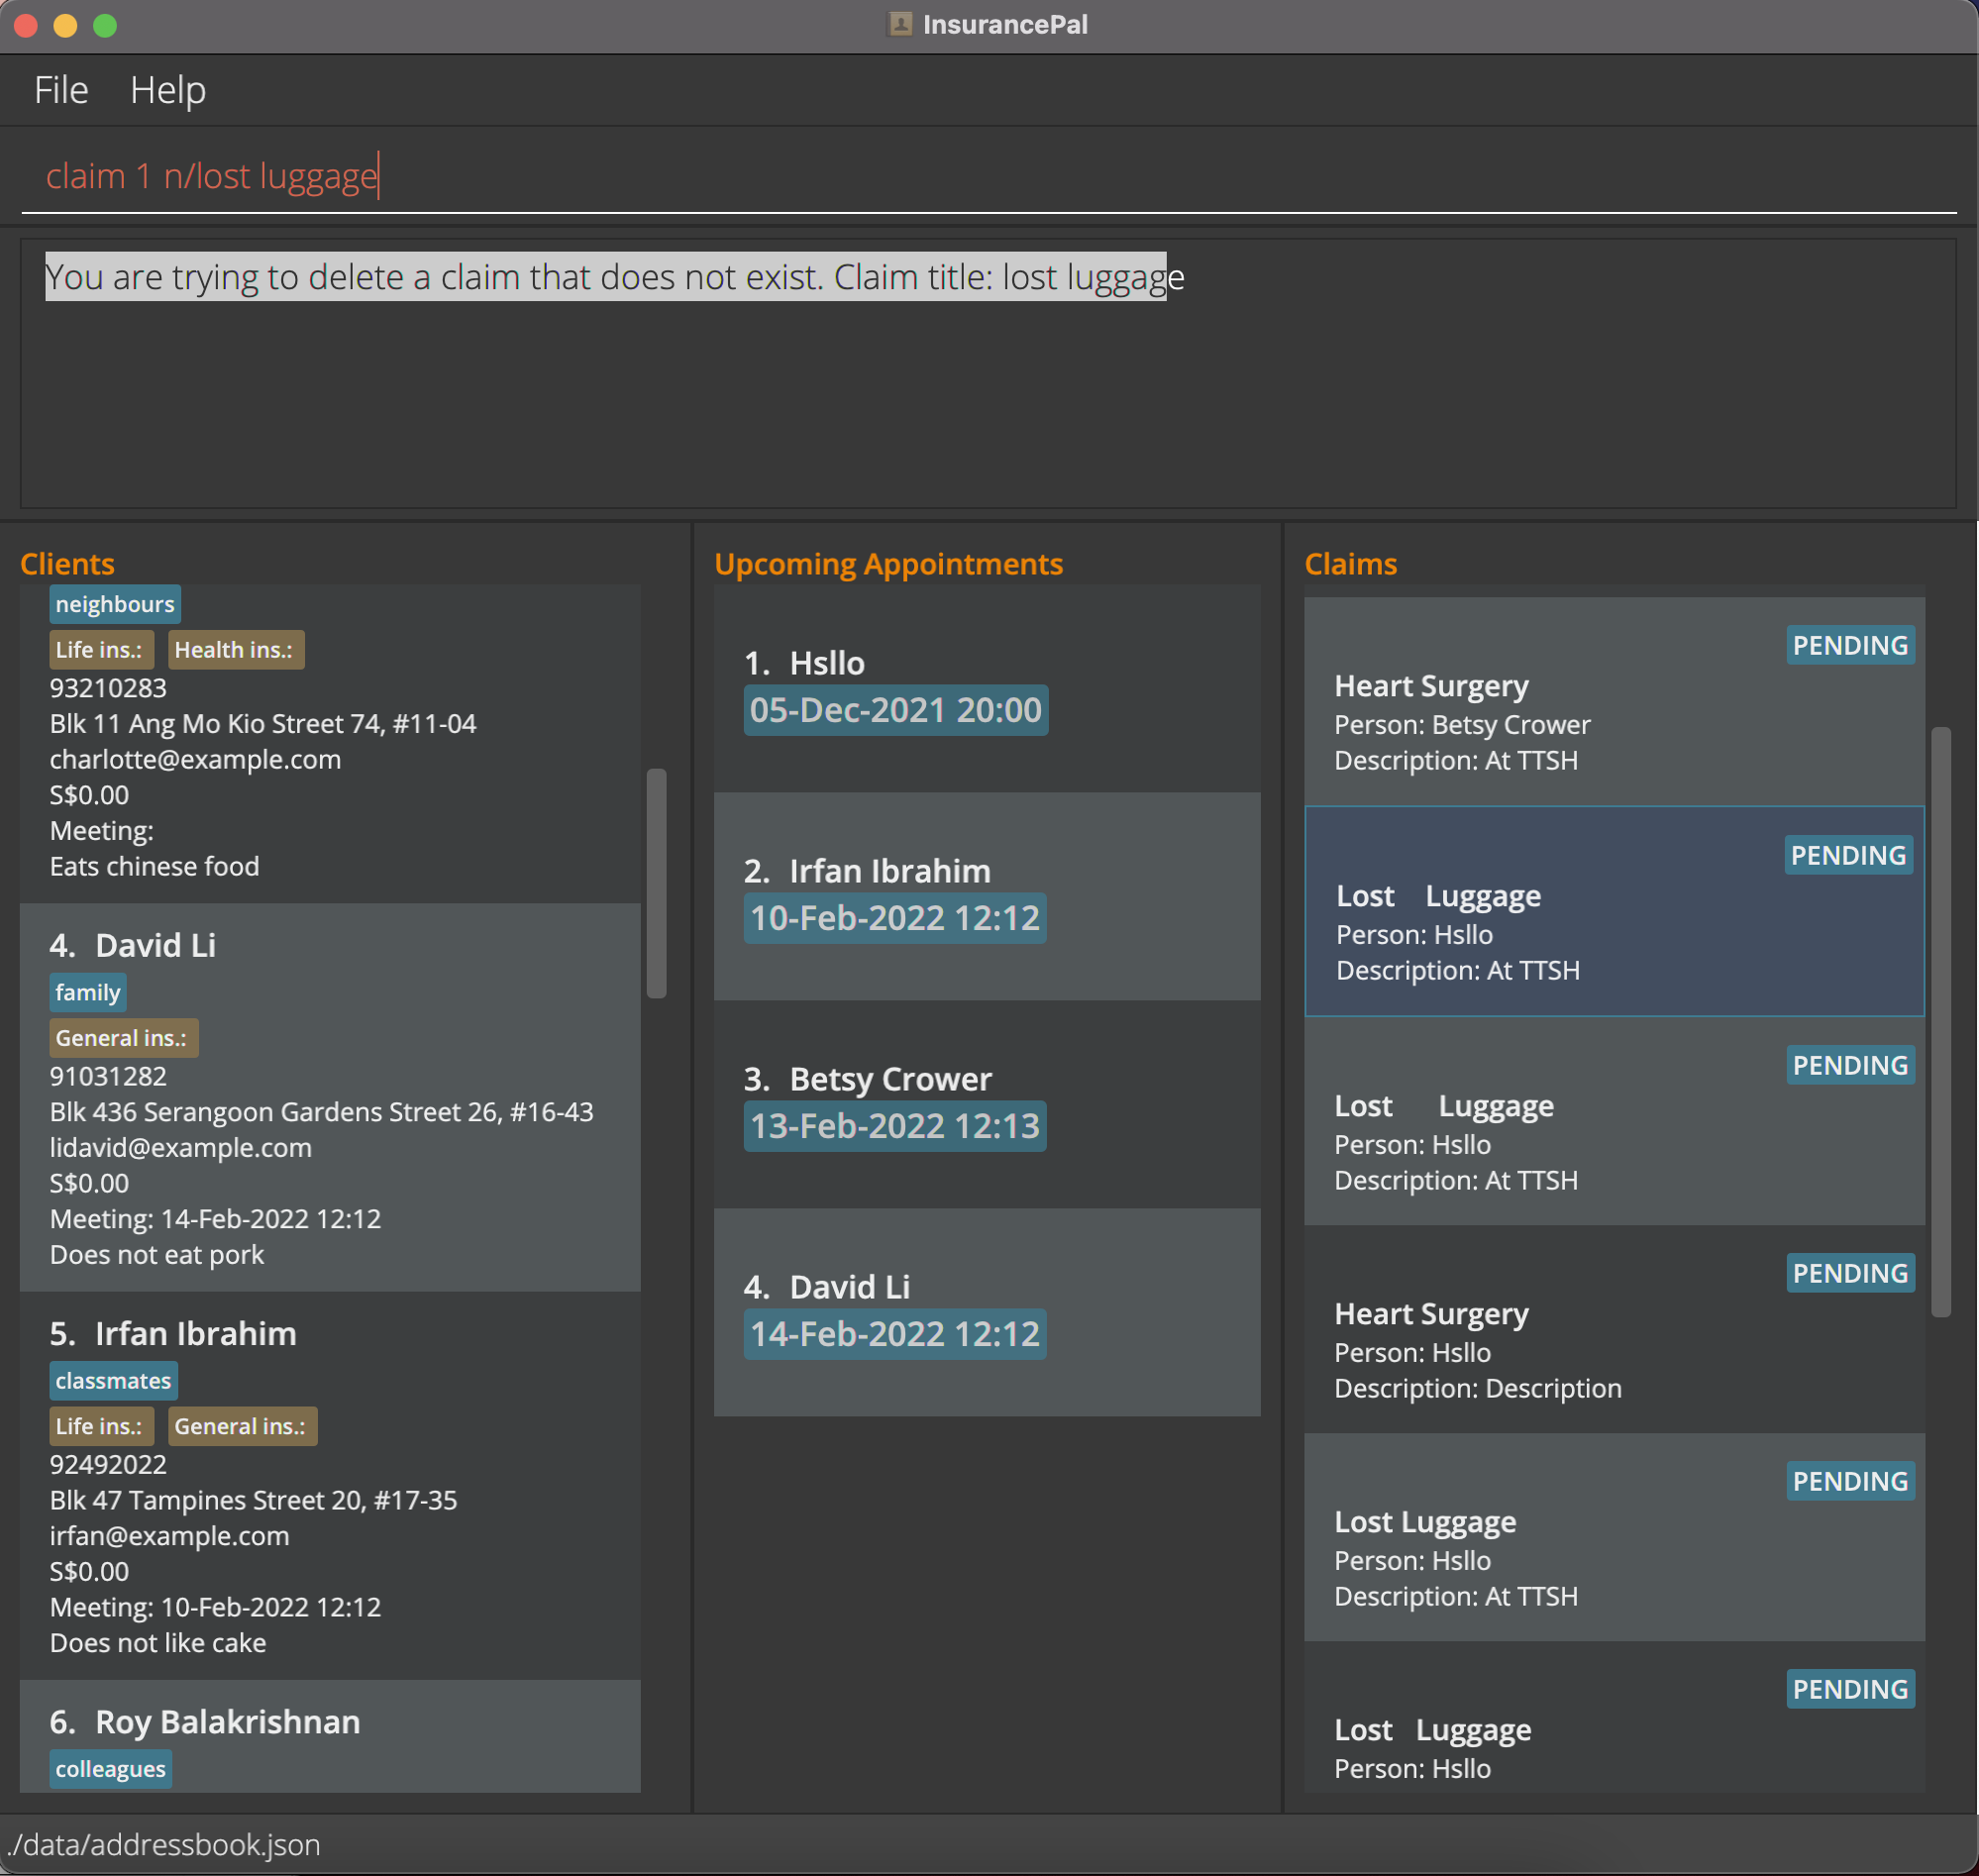 InsurancePal
File Help
claim 1 n/lost luggage
You are trying to delete a claim that does not exist. Claim title: lost luggage
Clients
neighbours
Life ins.: Health ins.:
93210283
Blk 11 Ang Mo Kio Street 74, #11-04
charlotte@example.com
S$0.00
Meeting:
Eats chinese food
4. David Li
family
General ins.:
91031282
Blk 436 Serangoon Gardens Street 26, #16-43
lidavid@example.com
S$0.00
Meeting: 14-Feb-2022 12:12
Does not eat pork
5. Irfan Ibrahim
classmates
Life ins.: General ins.:
92492022
Blk 47 Tampines Street 20, #17-35
irfan@example.com
S$0.00
Meeting: 10-Feb-2022 12:12
Does not like cake
6. Roy Balakrishnan
colleagues
Upcoming Appointments
1. Hsllo
05-Dec-2021 20:00
2. Irfan Ibrahim
10-Feb-2022 12:12
3. Betsy Crower
13-Feb-2022 12:13
4. David Li
14-Feb-2022 12:12
Claims
PENDING
Heart Surgery
Person: Betsy Crower
Description: At TTSH
PENDING
Lost    Luggage
Person: Hsllo
Description: At TTSH
PENDING
Lost      Luggage
Person: Hsllo
Description: At TTSH
PENDING
Heart Surgery
Person: Hsllo
Description: Description
PENDING
Lost Luggage
Person: Hsllo
Description: At TTSH
PENDING
Lost   Luggage
Person: Hsllo
./data/addressbook.json